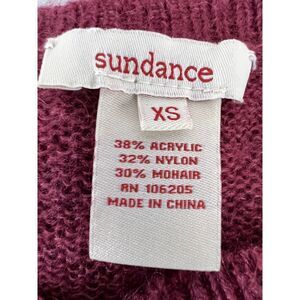 sundance
XS
38% ACRYLIC
32% NYLON
30% MOHAIR
RN 106205
MADE IN CHINA